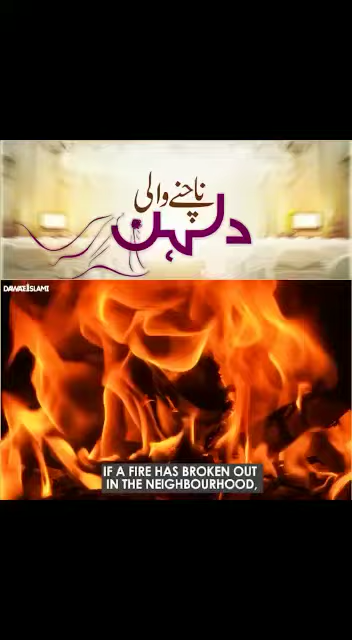 ناچنے والی
دلہن
DAWATEISLAMI
IF A FIRE HAS BROKEN OUT
IN THE NEIGHBOURHOOD,